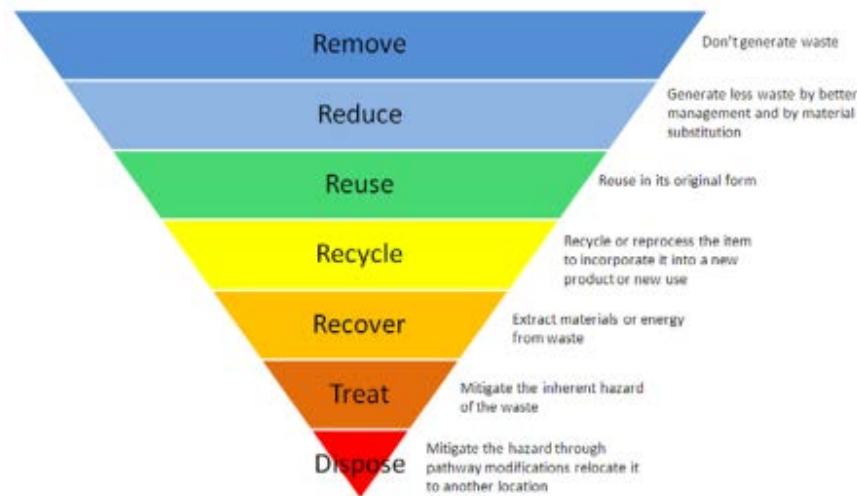 Remove
Don't generate waste
Reduce
Generate less waste by better
management and by material
substitution
Reuse
Reuse in its original form
Recycle
Recycle or reprocess the item
to incorporate it into a new
product or new use
Recover
Extract materials or energy
from waste
Treat
Mitigate the inherent hazard
of the waste
Dispose
Mitigate the hazard through
pathway modifications relocate it
to another location